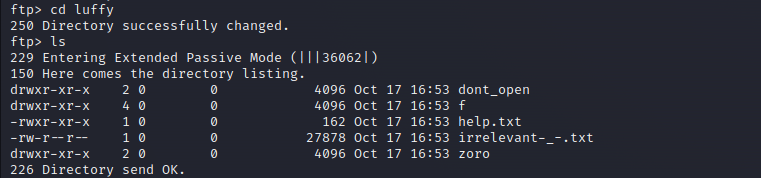 ftp> cd luffy
250 Directory successfully changed.
ftp> ls
229 Entering Extended Passive Mode (|||36062|)
150 Here comes the directory listing.
drwxr-xr-x    2 0        0            4096 Oct 17 16:53 dont_open
drwxr-xr-x    4 0        0            4096 Oct 17 16:53 f
-rwxr-xr-x    1 0        0             162 Oct 17 16:53 help.txt
-rw-r--r--    1 0        0           27878 Oct 17 16:53 irrelevant-_-.txt
drwxr-xr-x    2 0        0            4096 Oct 17 16:53 zoro
226 Directory send OK.